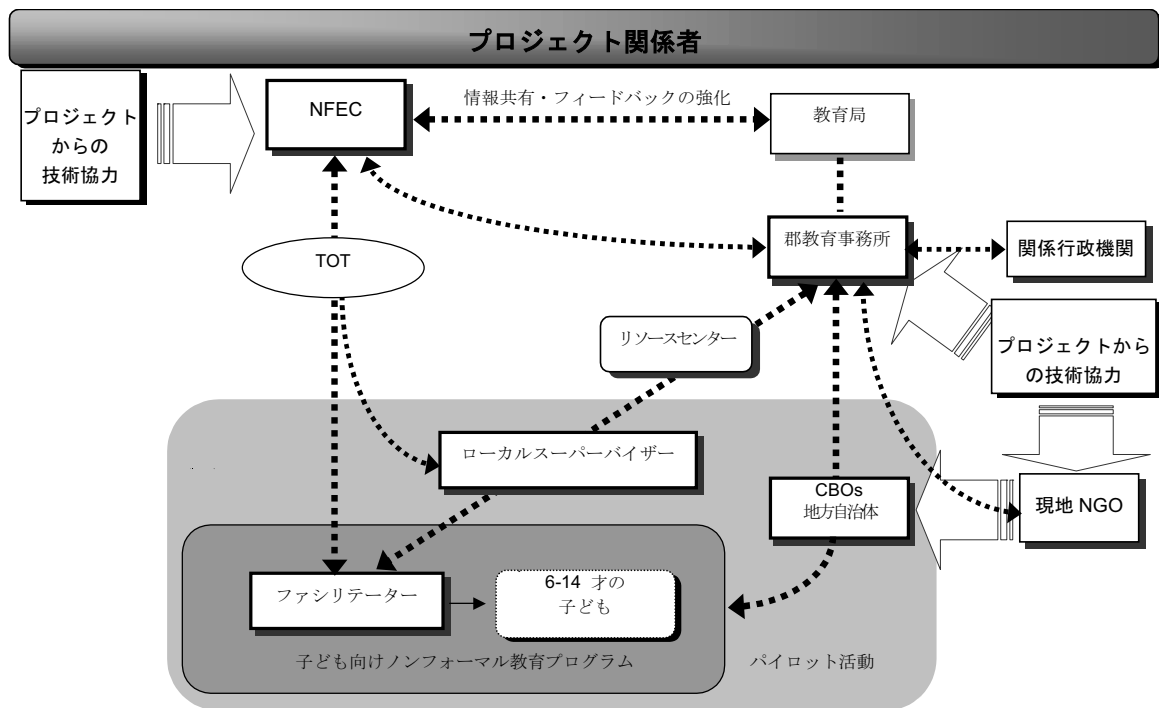 プロジェクト関係者
プロジェクト
からの
技術協力
NFEC
情報共有・フィードバックの強化
教育局
郡教育事務所
関係行政機関
TOT
リソースセンター
プロジェクトから
の技術協力
ローカルスーパーバイザー
CBOs
地方自治体
現地 NGO
ファシリテーター
6-14 才の
子ども
子ども向けノンフォーマル教育プログラム
パイロット活動